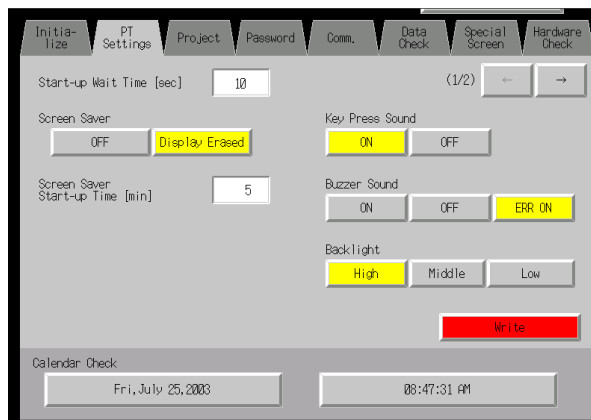 Initia-
lize
PT
Settings
Project
Password
Comm.
Data
Check
Special
Screen
Hardware
Check
Start-up Wait Time [sec] 10 (1/2) ← →
Screen Saver
OFF Display Erased
Key Press Sound
ON OFF
Screen Saver
Start-up Time [min] 5
Buzzer Sound
ON OFF ERR ON
Backlight
High Middle Low
Write
Calendar Check
Fri,July 25,2003 08:47:31 AM